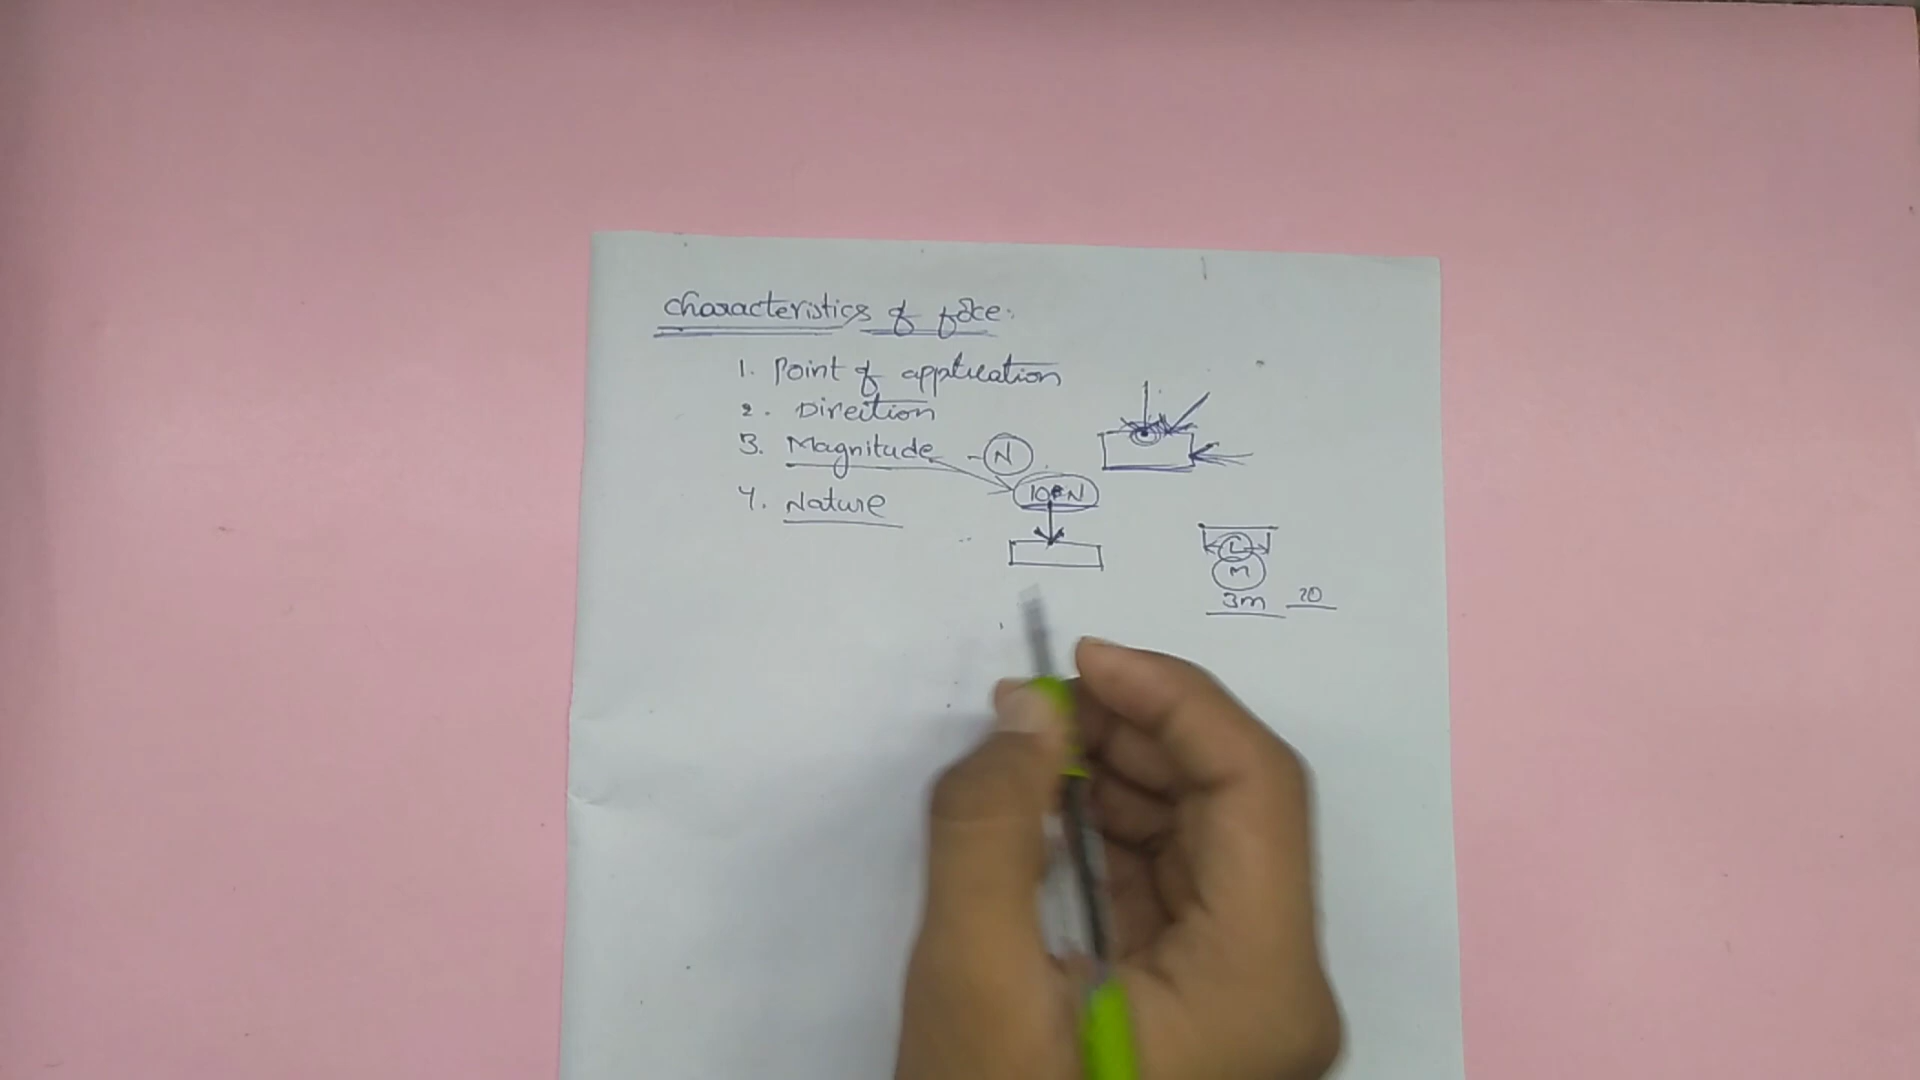 Characteristics of force:
1. Point of application
2. Direction
3. Magnitude - N
10 N
4. Nature
L
M
3m 20